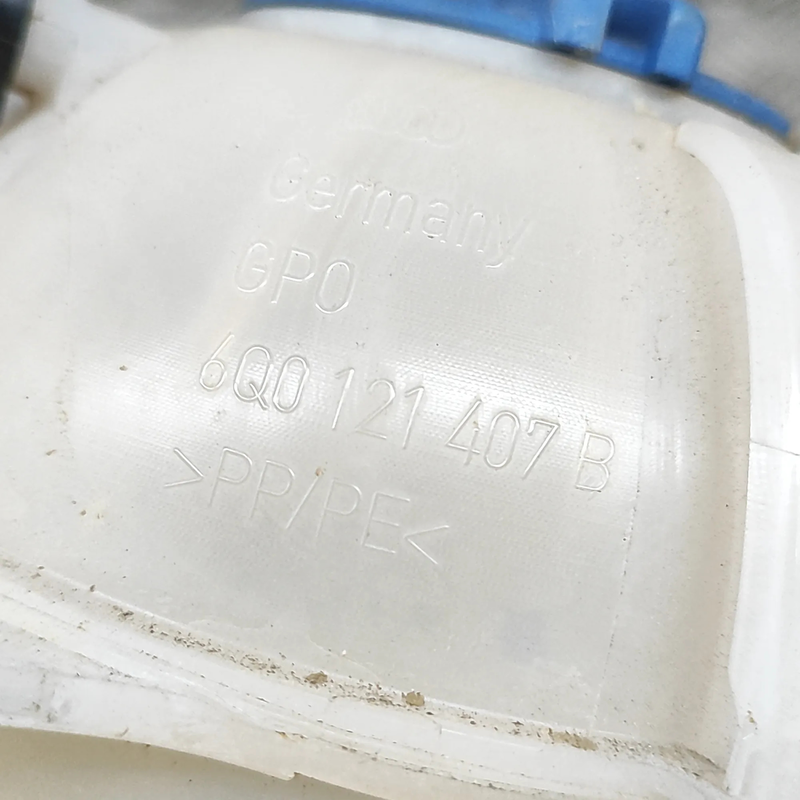 Germany
GPO
6Q0 121 407 B
>PP/PE<